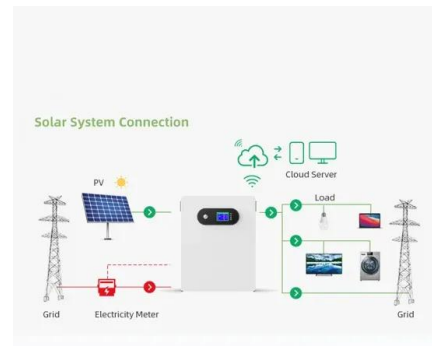 Solar System Connection
Cloud Server
PV
Load
Grid
Electricity Meter
Grid